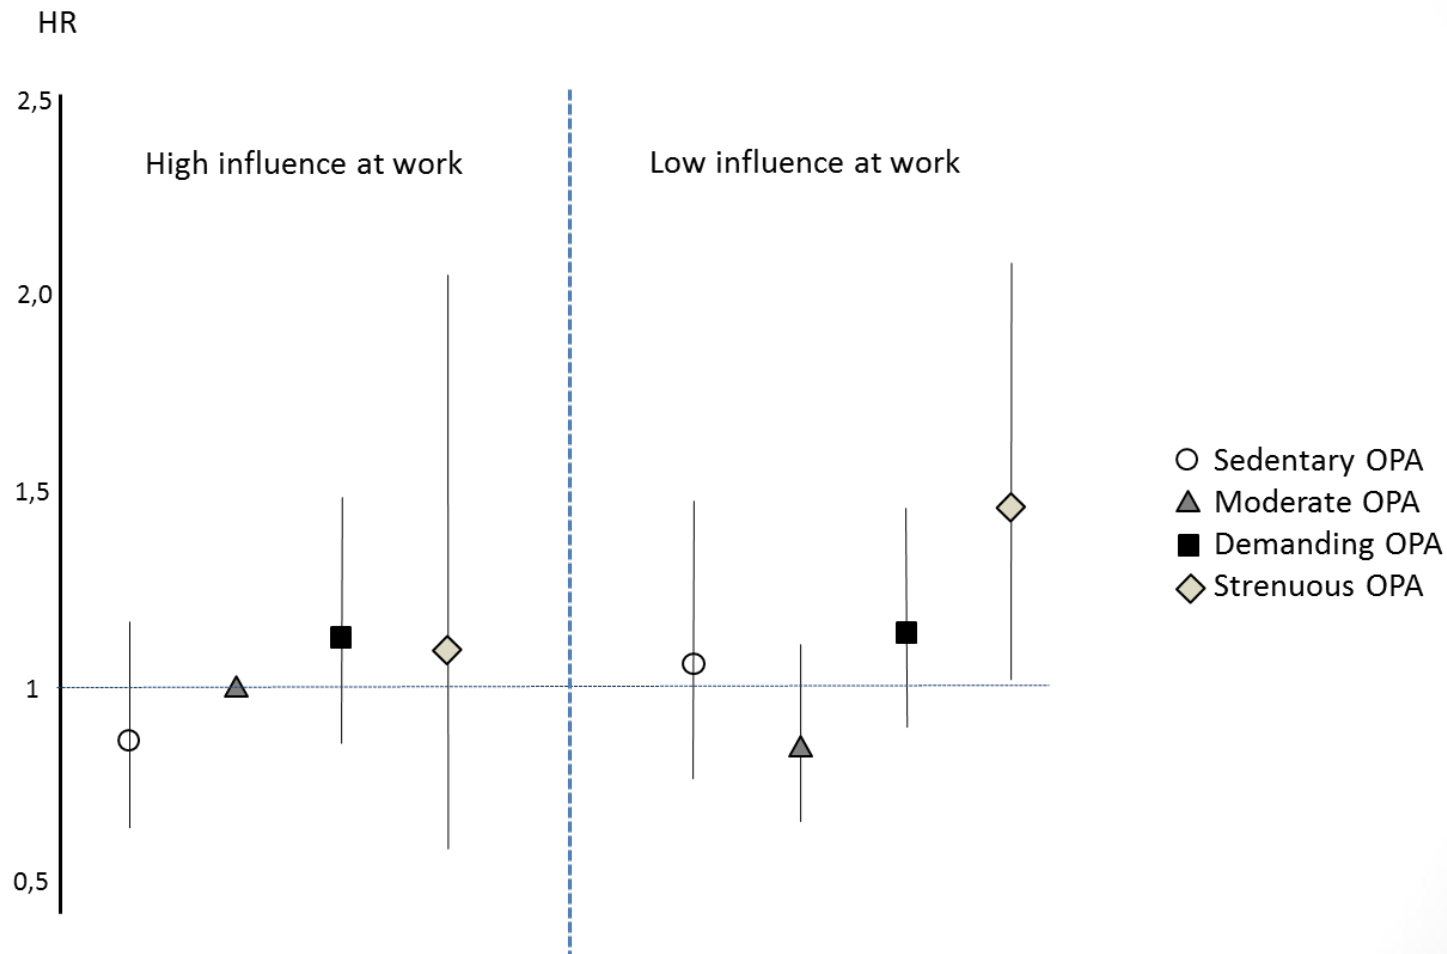 HR
2,5
High influence at work
Low influence at work
2,0
1,5
1
0,5
Sedentary OPA
Moderate OPA
Demanding OPA
Strenuous OPA